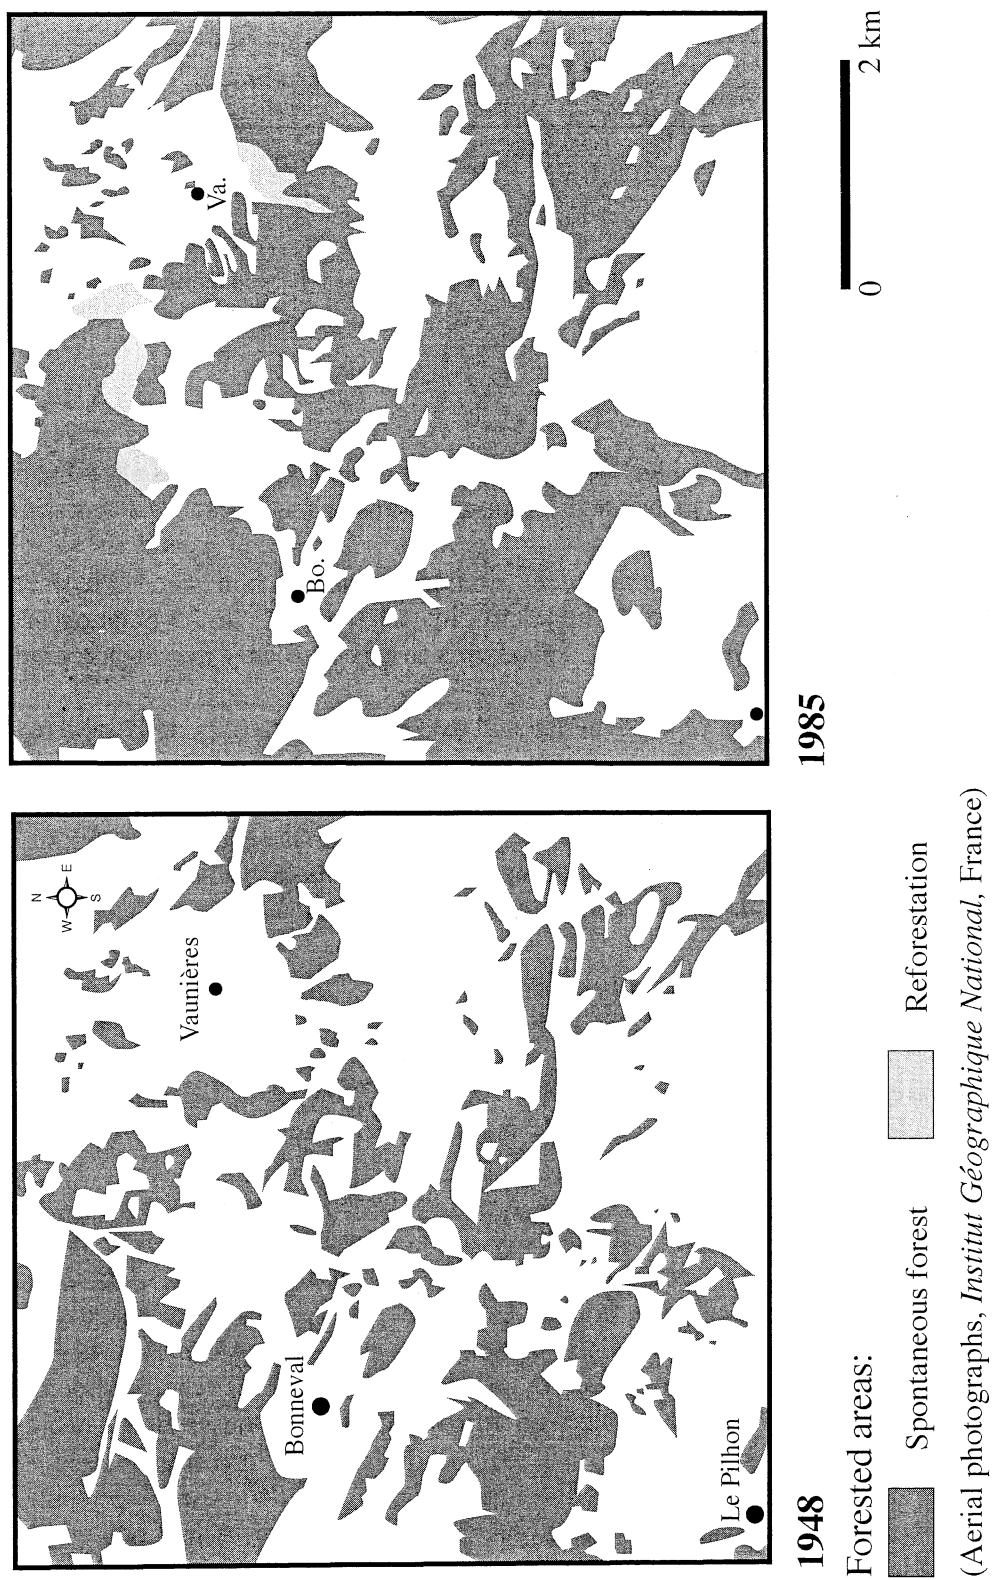 N
W E
S
Vaunières
Bonneval
Le Pilhon
1948
Va.
Bo.
1985
0 2 km
Forested areas:
Spontaneous forest
Reforestation
(Aerial photographs, Institut Géographique National, France)